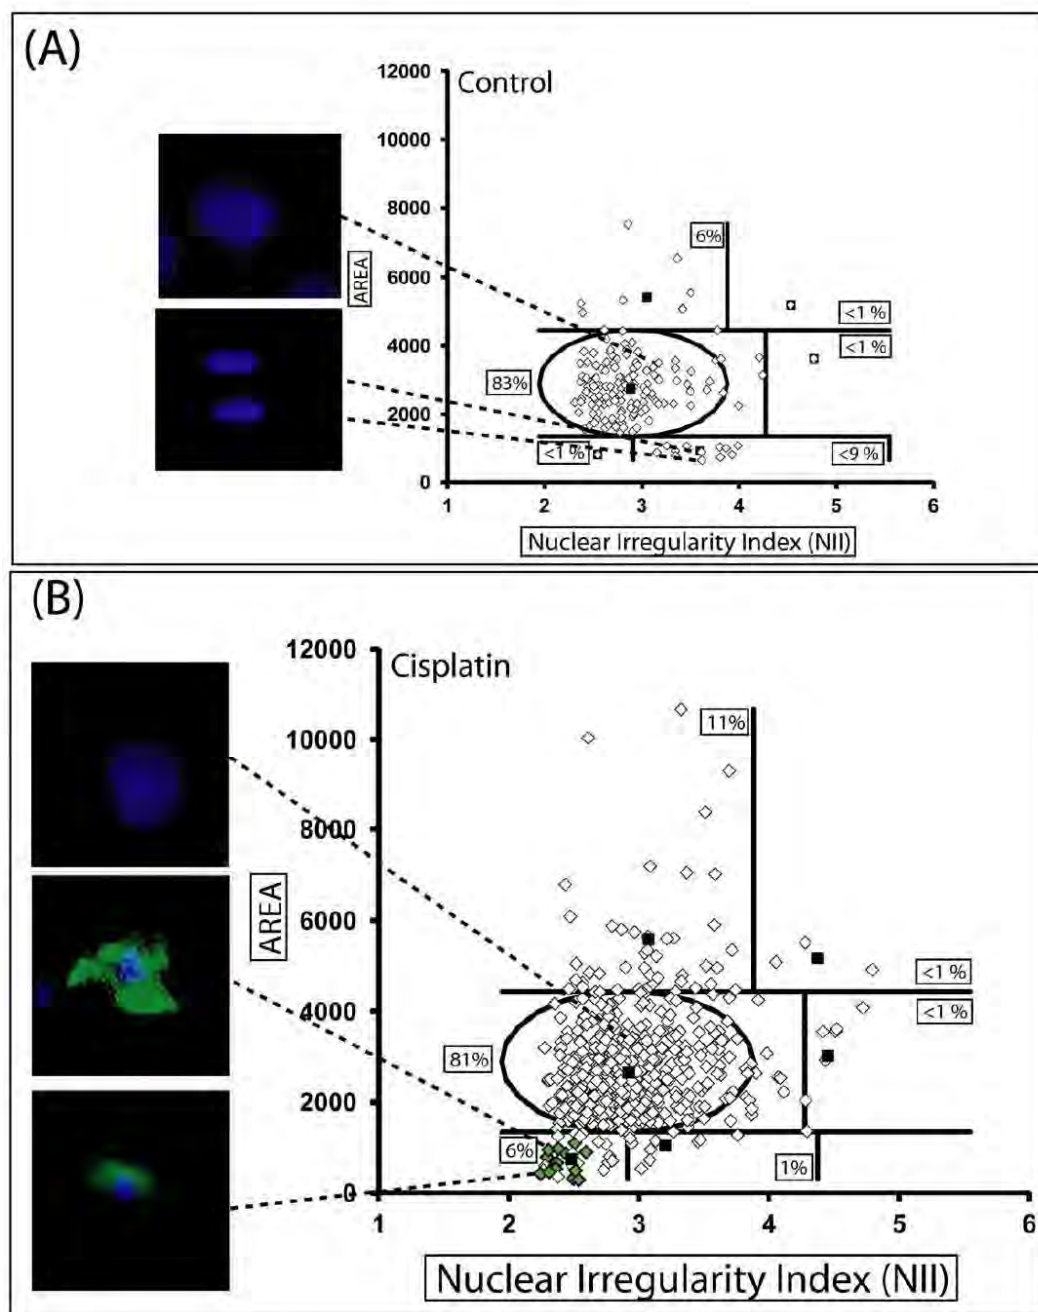 (A)
Control
12000
10000
8000
6000
4000
2000
0
AREA
6%
<1 %
<1 %
83%
<1 %
<9 %
1 2 3 4 5 6
Nuclear Irregularity Index (NII)
(B)
Cisplatin
12000
10000
8000
6000
4000
2000
0
AREA
11%
<1 %
<1 %
81%
6%
1%
1 2 3 4 5 6
Nuclear Irregularity Index (NII)